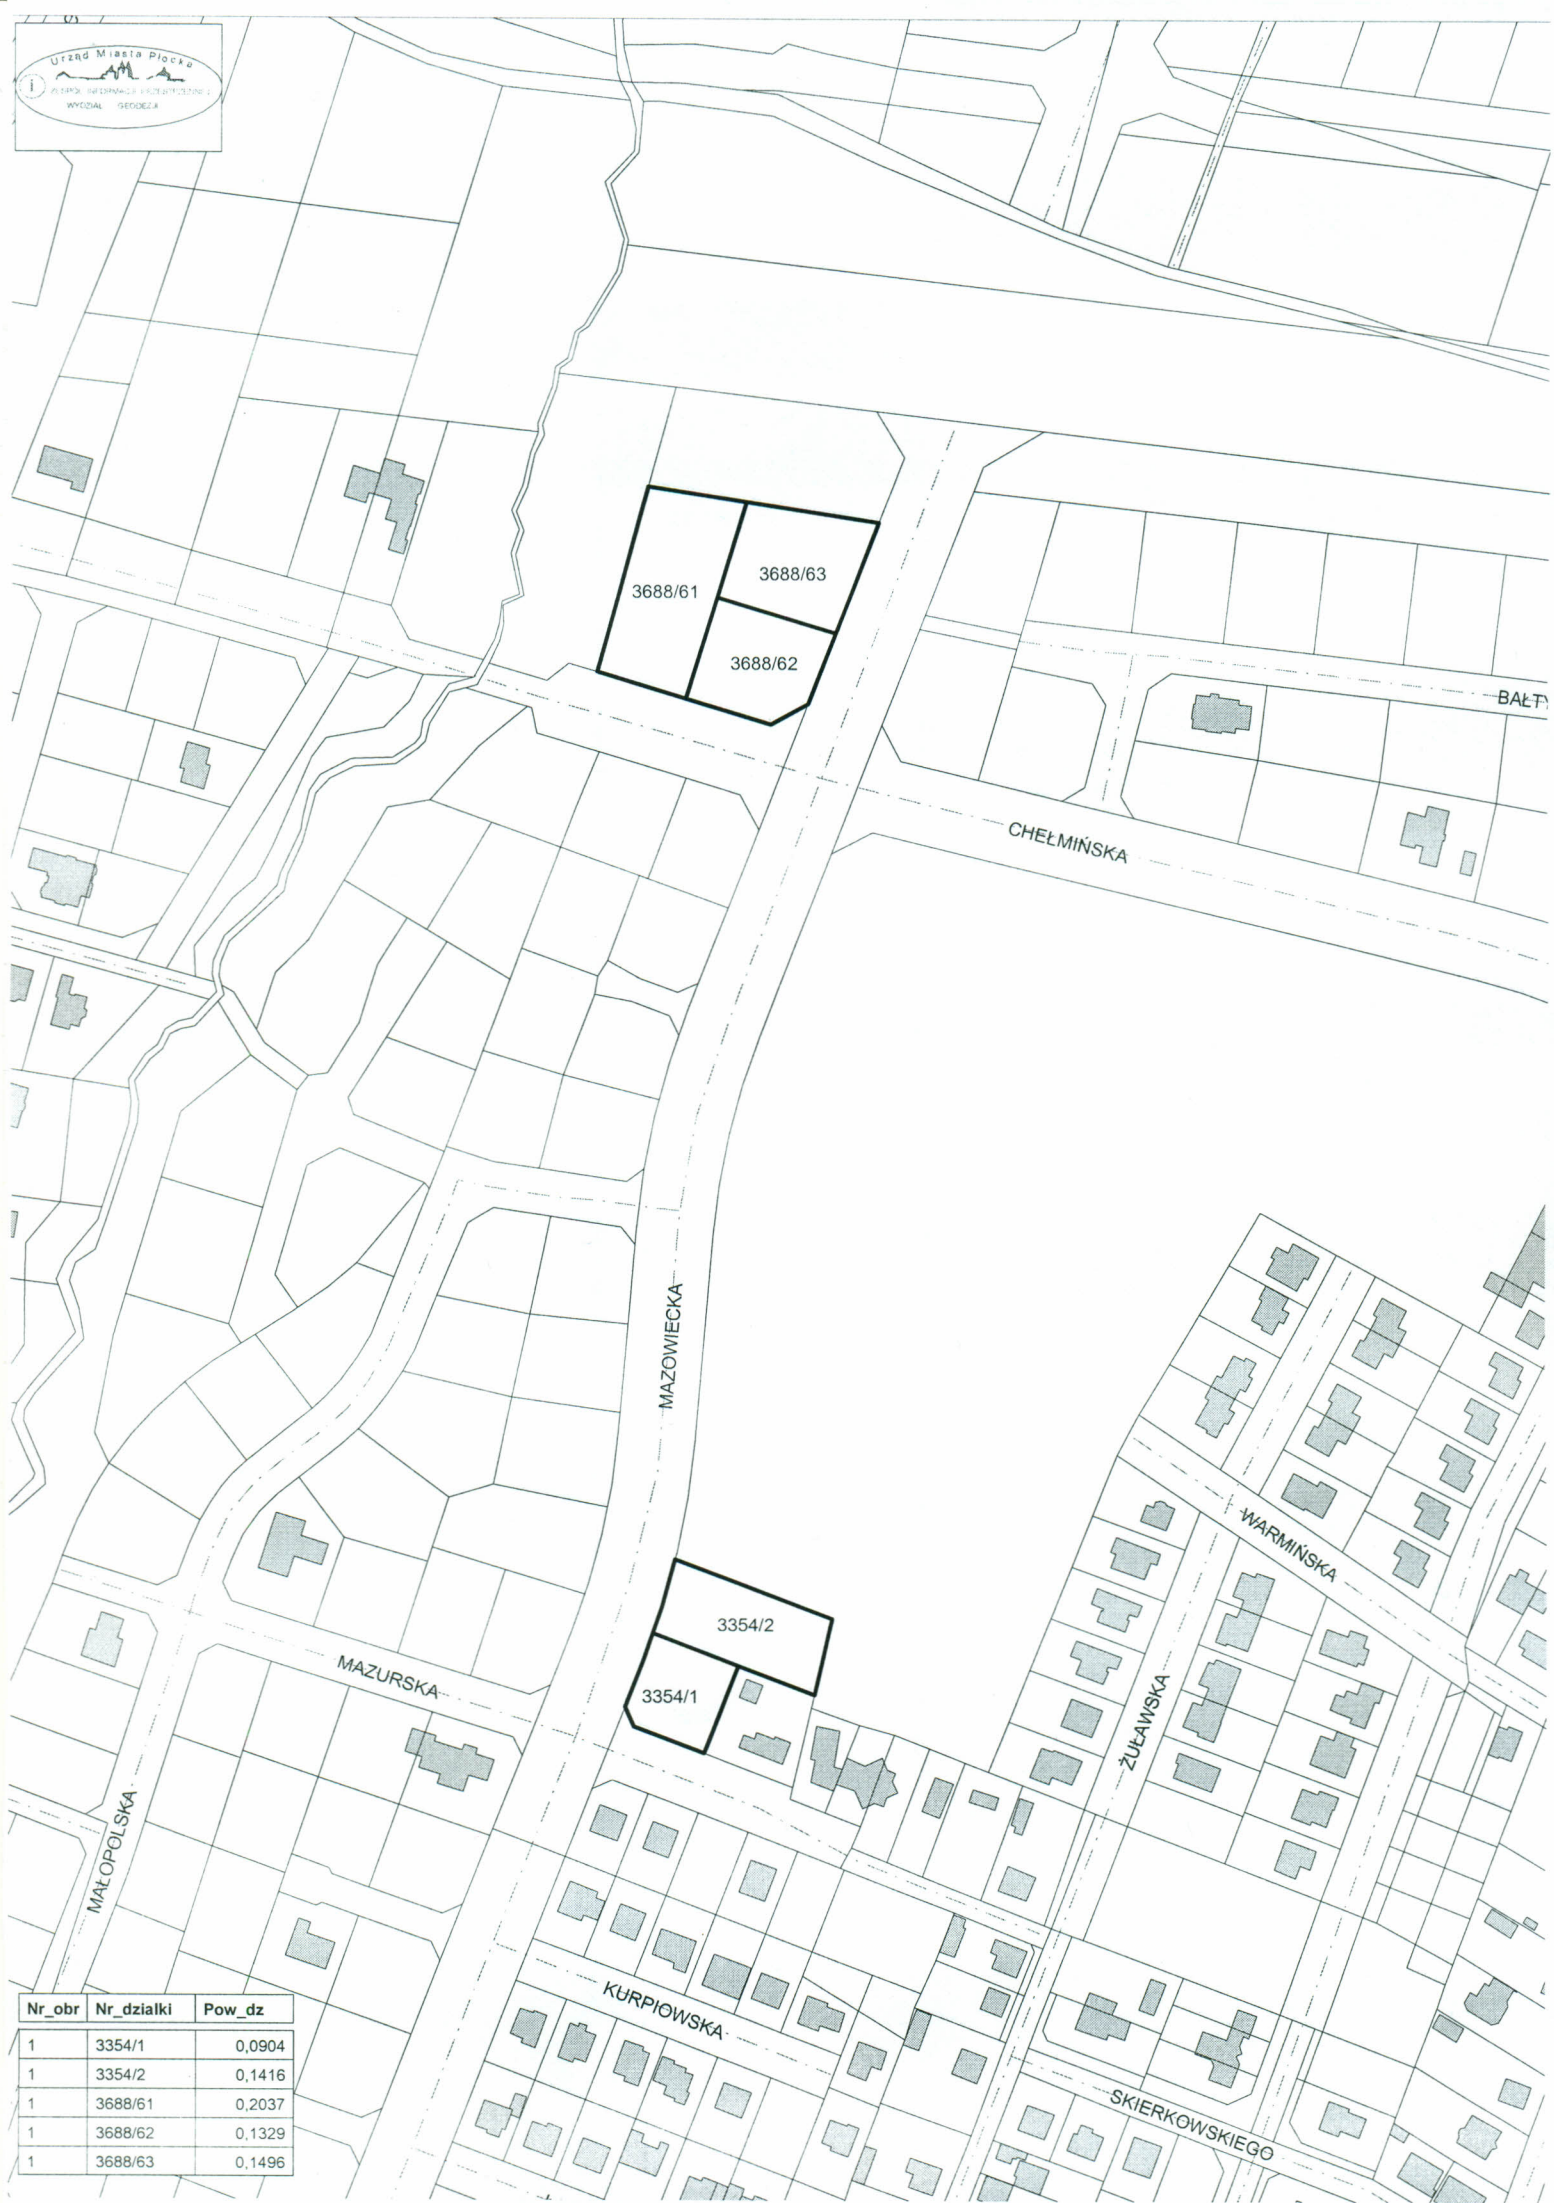 Urząd Miasta Płocka
i
WYDZIAŁ GEODEZJI
3688/61
3688/63
3688/62
BAŁTY
CHEŁMIŃSKA
MAZOWIECKA
WARMIŃSKA
3354/2
3354/1
MAZURSKA
ŻUŁAWSKA
MAŁOPOLSKA
KURPIOWSKA
SKIERKOWSKIEGO
Nr_obr Nr_dzialki Pow_dz
1 3354/1 0,0904
1 3354/2 0,1416
1 3688/61 0,2037
1 3688/62 0,1329
1 3688/63 0,1496